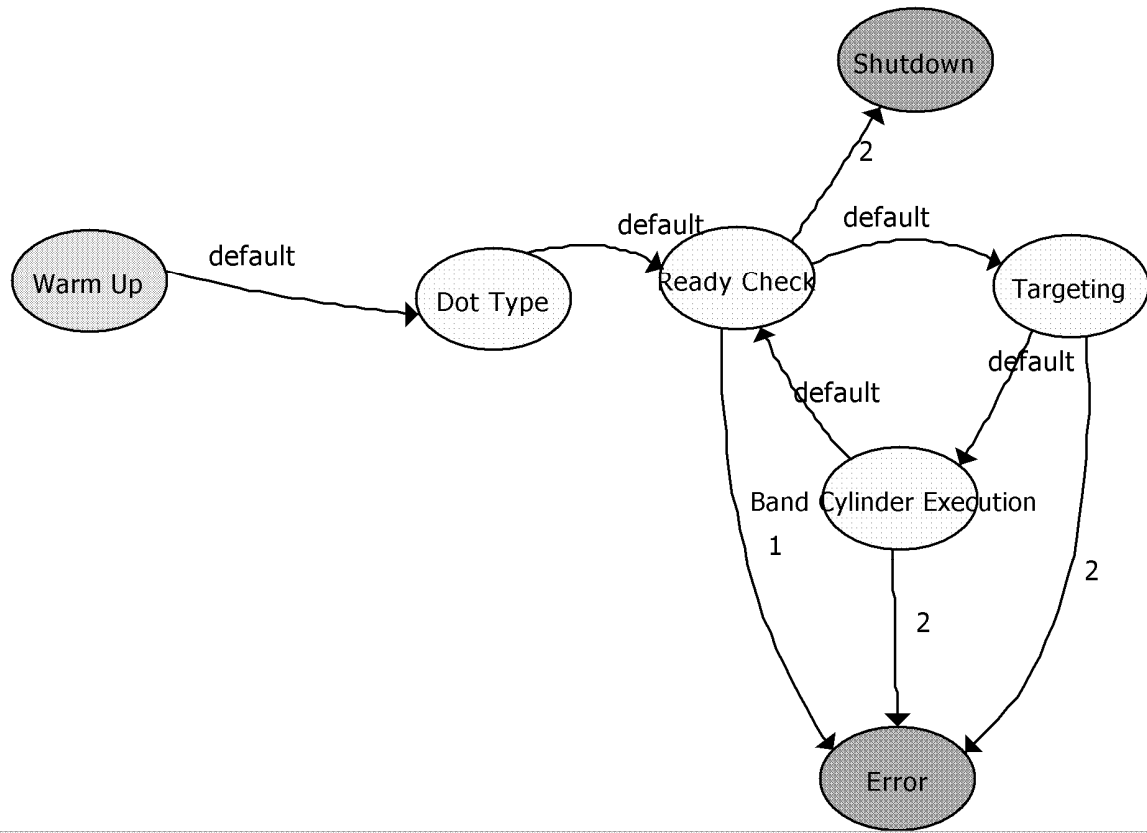 Shutdown
2
default
default
default
Warm Up
Dot Type
Ready Check
Targeting
default
default
Band Cylinder Execution
1
2
2
Error